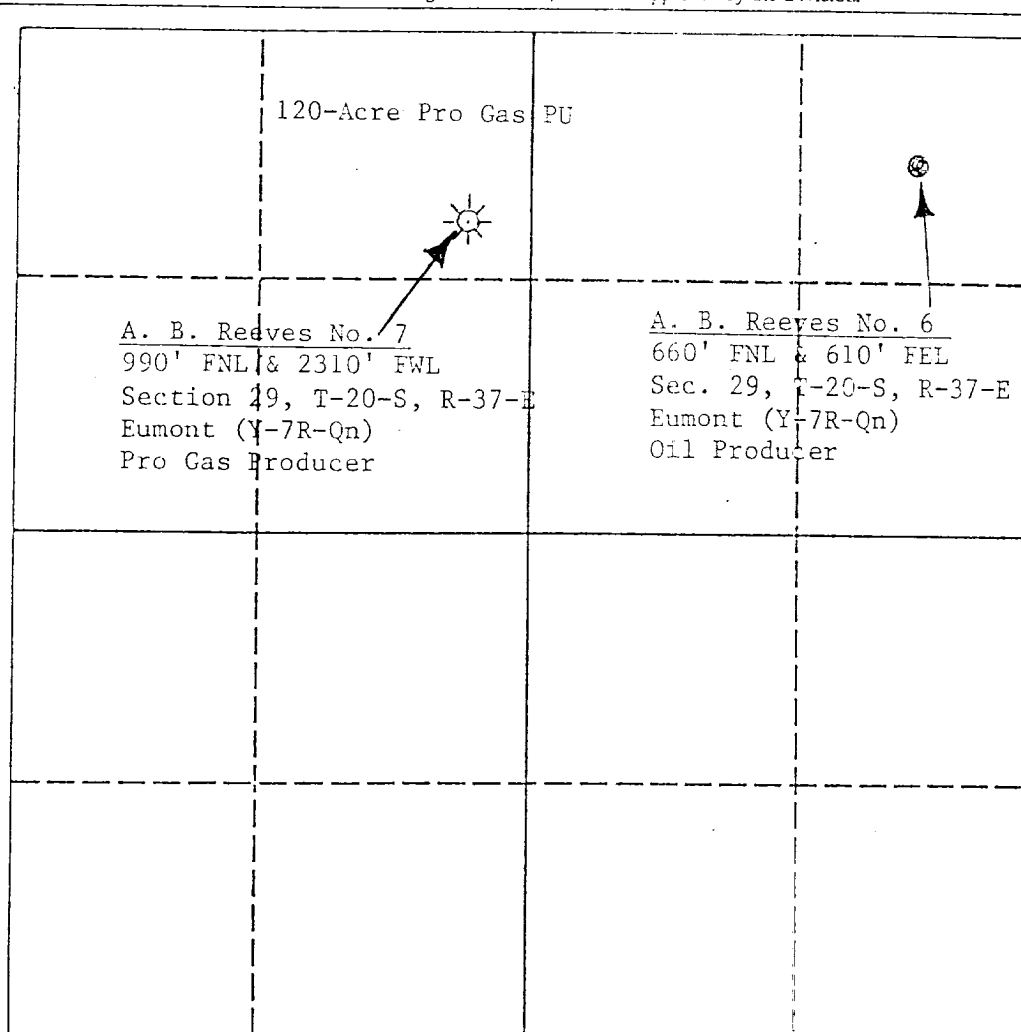 120-Acre Pro Gas PU
A. B. Reeves No. 7
990' FNL & 2310' FWL
Section 29, T-20-S, R-37-E
Eumont (Y-7R-Qn)
Pro Gas Producer
A. B. Reeves No. 6
660' FNL & 610' FEL
Sec. 29, T-20-S, R-37-E
Eumont (Y-7R-Qn)
Oil Producer